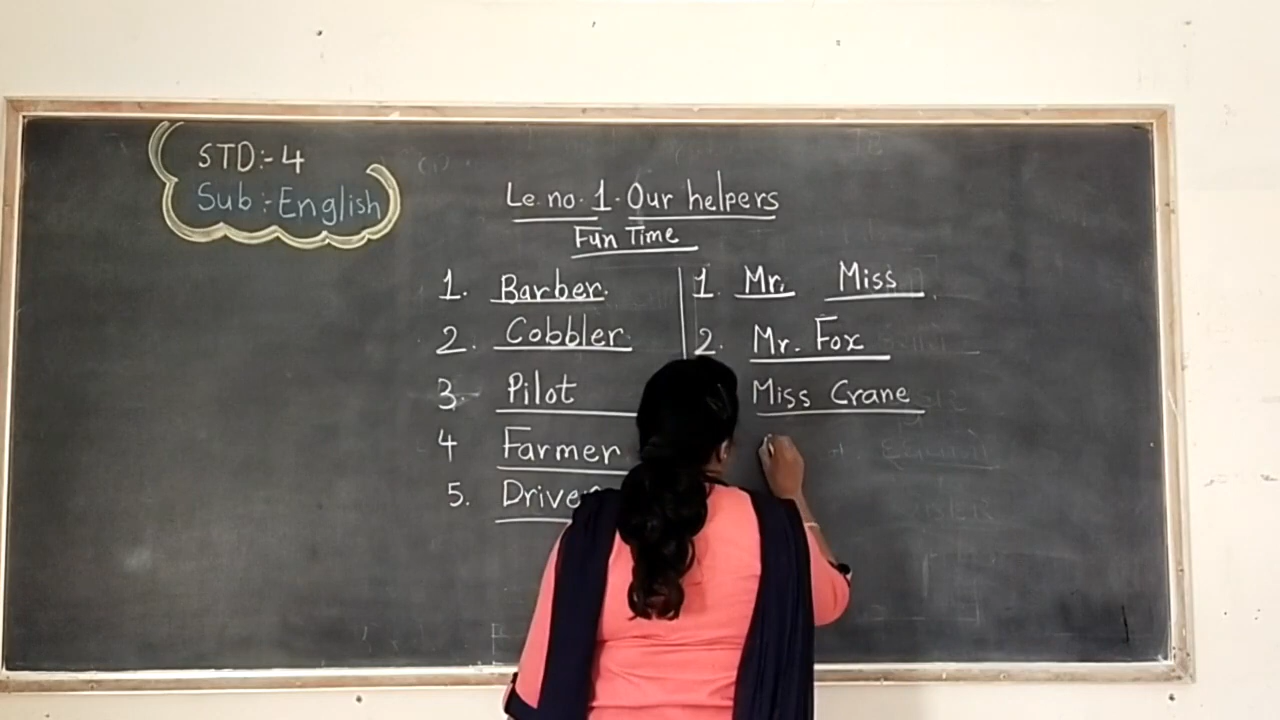 STD:- 4
Sub:- English
Le. no. 1. Our helpers
Fun Time
1. Barber.
2. Cobbler.
3. Pilot
4 Farmer
5. Driver
1. Mr. Miss
2. Mr. Fox
Miss Crane